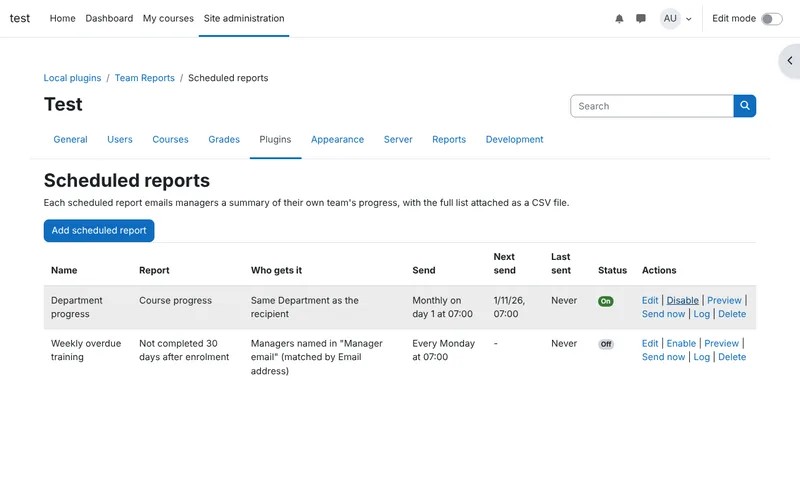 test
Home
Dashboard
My courses
Site administration
AU
Edit mode
Local plugins / Team Reports / Scheduled reports
Test
Search
General
Users
Courses
Grades
Plugins
Appearance
Server
Reports
Development
Scheduled reports
Each scheduled report emails managers a summary of their own team's progress, with the full list attached as a CSV file.
Add scheduled report
Name
Report
Who gets it
Send
Next
send
Last
sent
Status
Actions
Department
progress
Course progress
Same Department as the
recipient
Monthly on
day 1 at 07:00
1/11/26,
07:00
Never
On
Edit | Disable | Preview |
Send now | Log | Delete
Weekly overdue
training
Not completed 30
days after enrolment
Managers named in "Manager
email" (matched by Email
address)
Every Monday
at 07:00
-
Never
Off
Edit | Enable | Preview |
Send now | Log | Delete